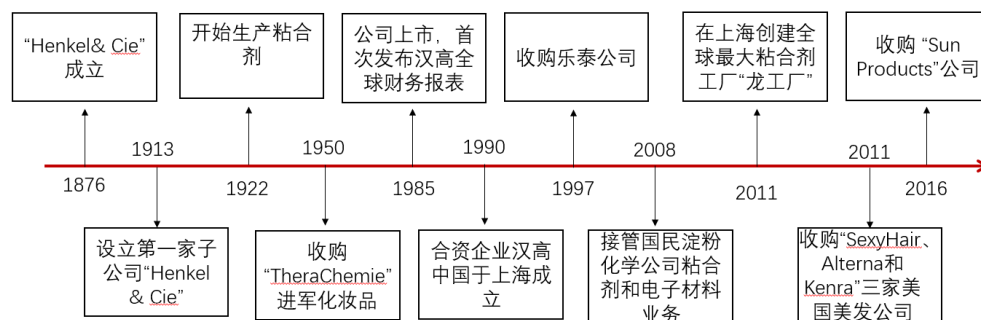 “Henkel& Cie”
成立
开始生产粘合
剂
公司上市，首
次发布汉高全
球财务报表
收购乐泰公司
在上海创建全
球最大粘合剂
工厂“龙工厂”
收购 “Sun
Products”公司
1913
1950
1990
2008
2011
1876
1922
1985
1997
2011
2016
设立第一家子
公司“Henkel
& Cie”
收购
“TheraChemie”
进军化妆品
合资企业汉高
中国于上海成
立
接管国民淀粉
化学公司粘合
剂和电子材料
业务
收购“SexyHair、
Alterna和
Kenra”三家美
国美发公司